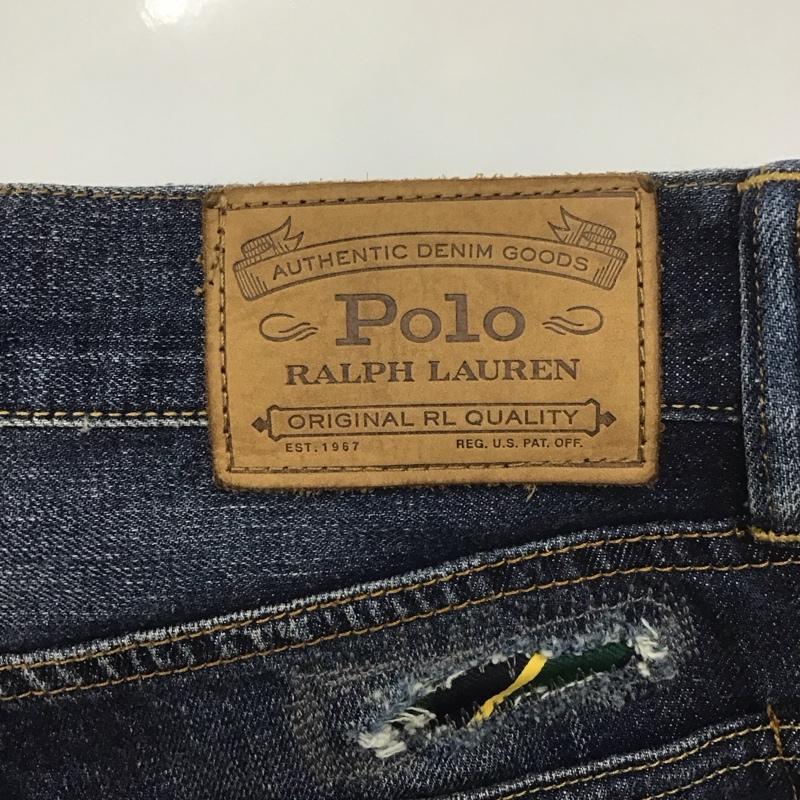 AUTHENTIC DENIM GOODS
Polo
RALPH LAUREN
ORIGINAL RL QUALITY
EST. 1967 REG. U.S. PAT. OFF.